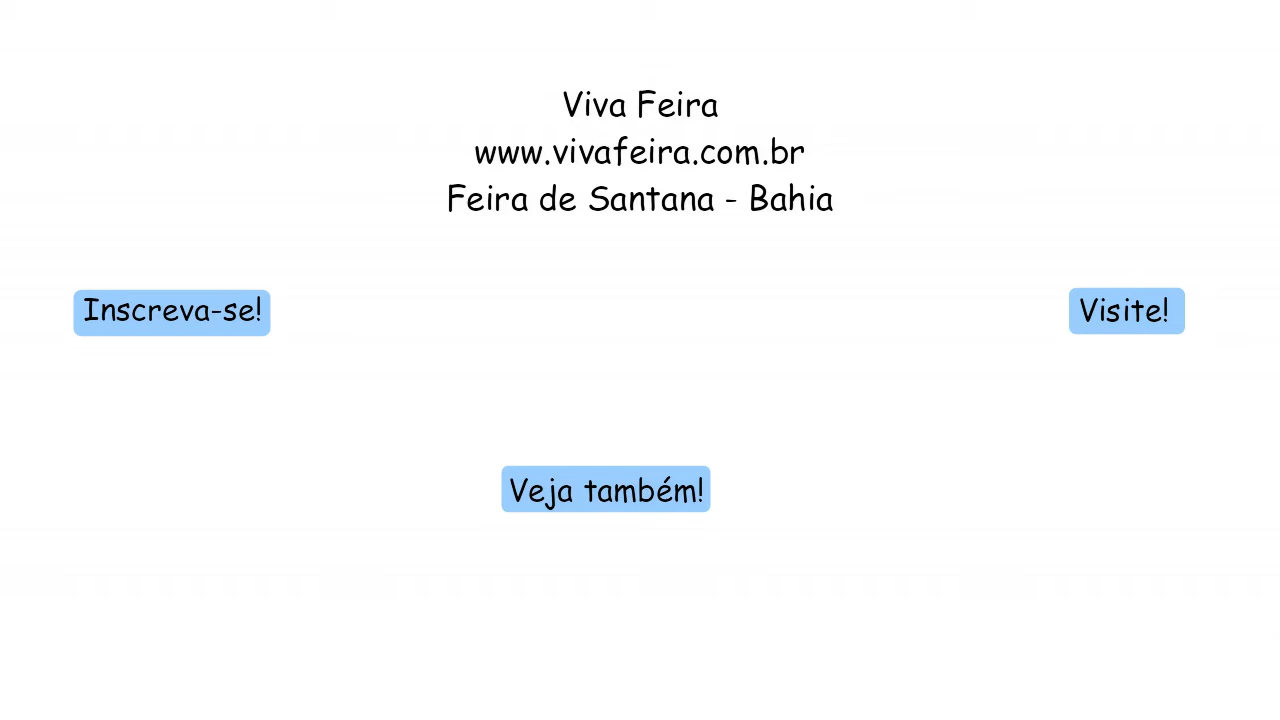 Viva Feira
www.vivafeira.com.br
Feira de Santana - Bahia
Inscreva-se!
Visite!
Veja também!